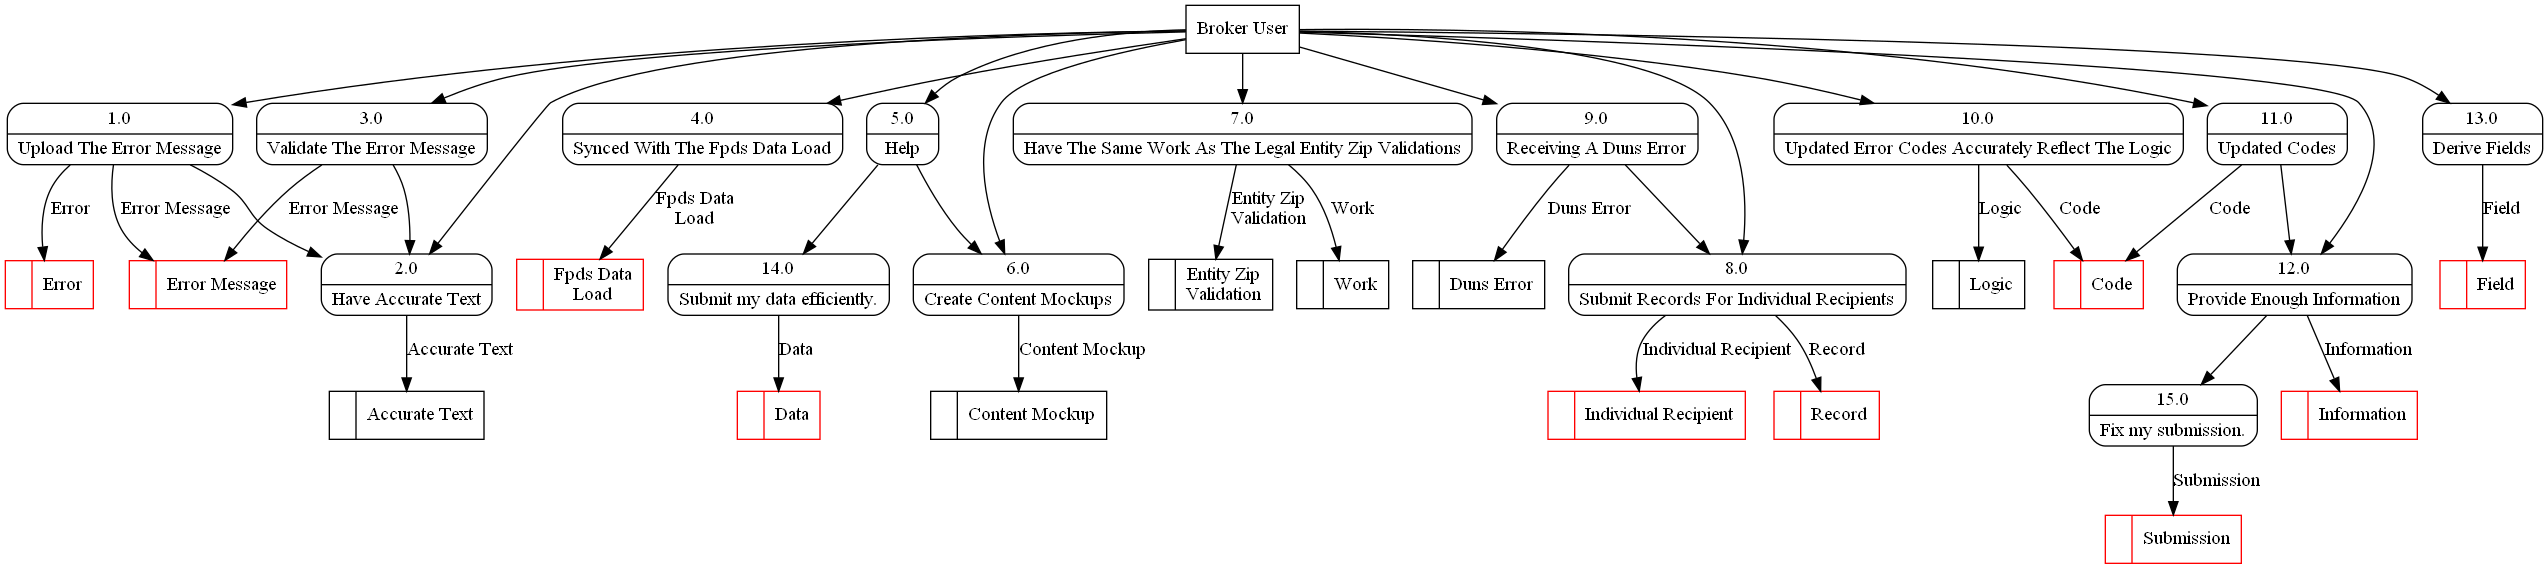 Broker User
1.0
Upload The Error Message
3.0
Validate The Error Message
4.0
Synced With The Fpds Data Load
5.0
Help
7.0
Have The Same Work As The Legal Entity Zip Validations
9.0
Receiving A Duns Error
10.0
Updated Error Codes Accurately Reflect The Logic
11.0
Updated Codes
13.0
Derive Fields
Error
Error Message
Error Message
Fpds Data
Load
Entity Zip
Validation
Work
Duns Error
Logic
Code
Code
Field
Error
Error Message
2.0
Have Accurate Text
Fpds Data
Load
14.0
Submit my data efficiently.
6.0
Create Content Mockups
Entity Zip
Validation
Work
Duns Error
8.0
Submit Records For Individual Recipients
Logic
Code
12.0
Provide Enough Information
Field
Accurate Text
Data
Content Mockup
Individual Recipient
Record
Information
Accurate Text
Data
Content Mockup
Individual Recipient
Record
15.0
Fix my submission.
Information
Submission
Submission